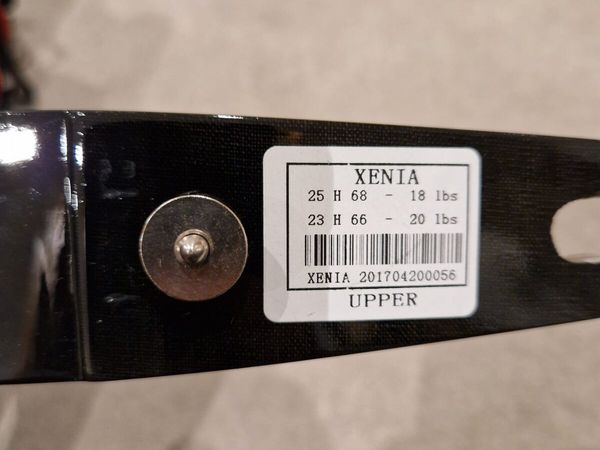 XENIA
25 H 68 - 18 lbs
23 H 66 - 20 lbs
XENIA 201704200056
UPPER